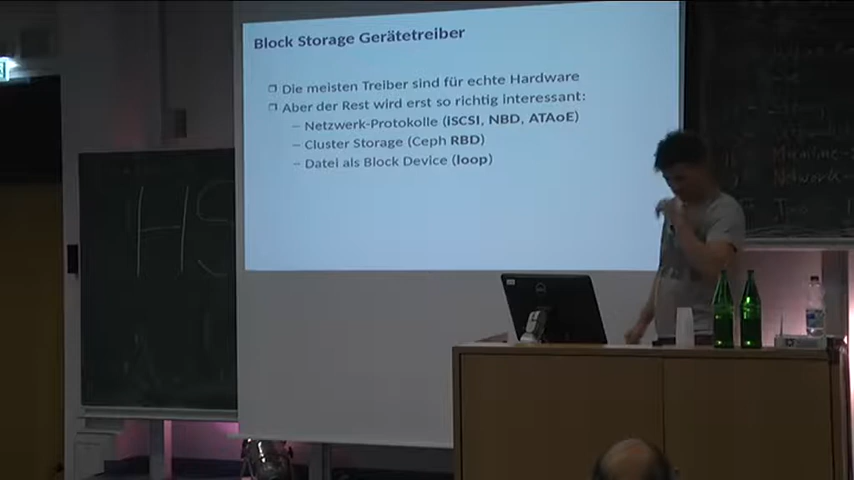 Block Storage Gerätetreiber
Die meisten Treiber sind für echte Hardware
Aber der Rest wird erst so richtig interessant:
– Netzwerk-Protokolle (iSCSI, NBD, ATAoE)
– Cluster Storage (Ceph RBD)
– Datei als Block Device (loop)
HS